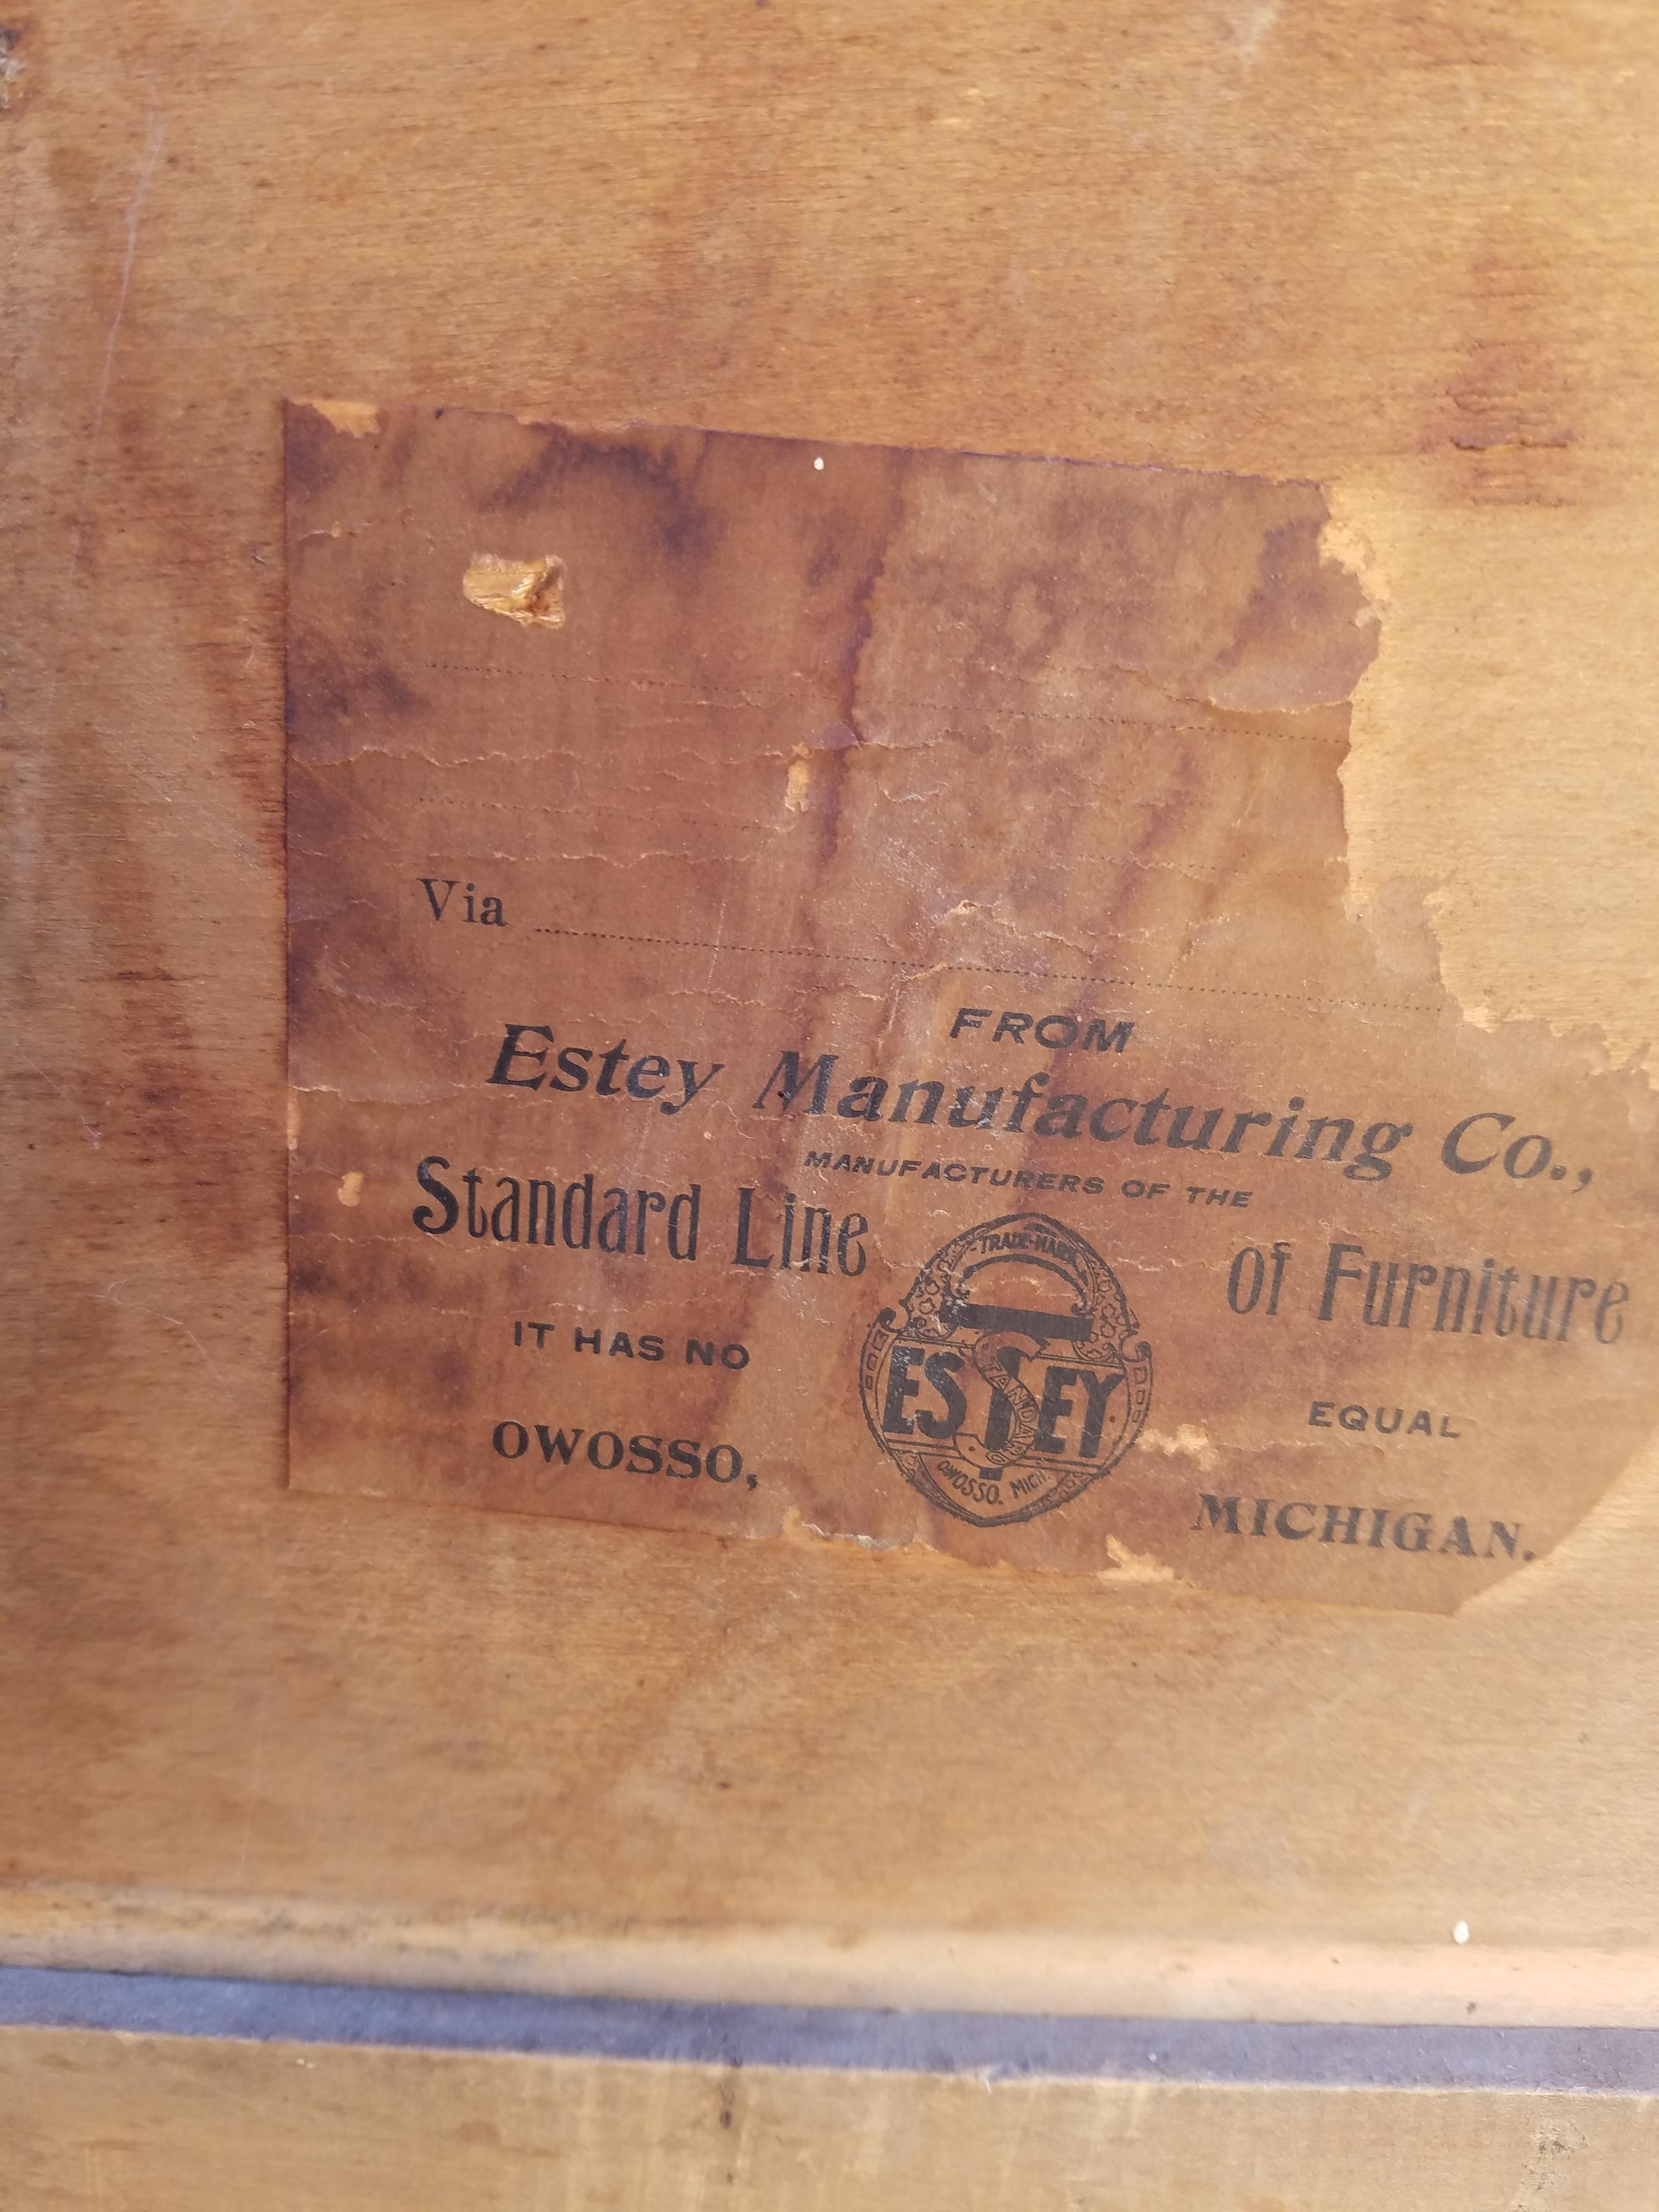 Via
FROM
Estey Manufacturing Co.,
MANUFACTURERS OF THE
Standard Line of Furniture
TRADE-MARK
ESTEY
STANDARD
OWOSSO. MICH.
IT HAS NO EQUAL
OWOSSO, MICHIGAN.